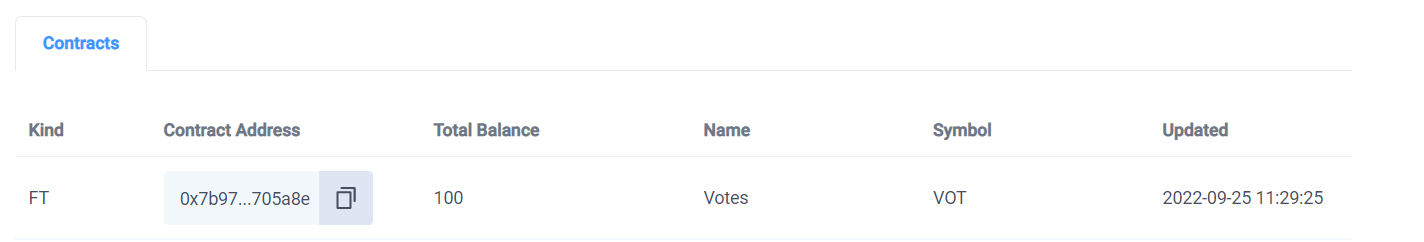 Contracts
Kind Contract Address Total Balance Name Symbol Updated
FT 0x7b97...705a8e 100 Votes VOT 2022-09-25 11:29:25